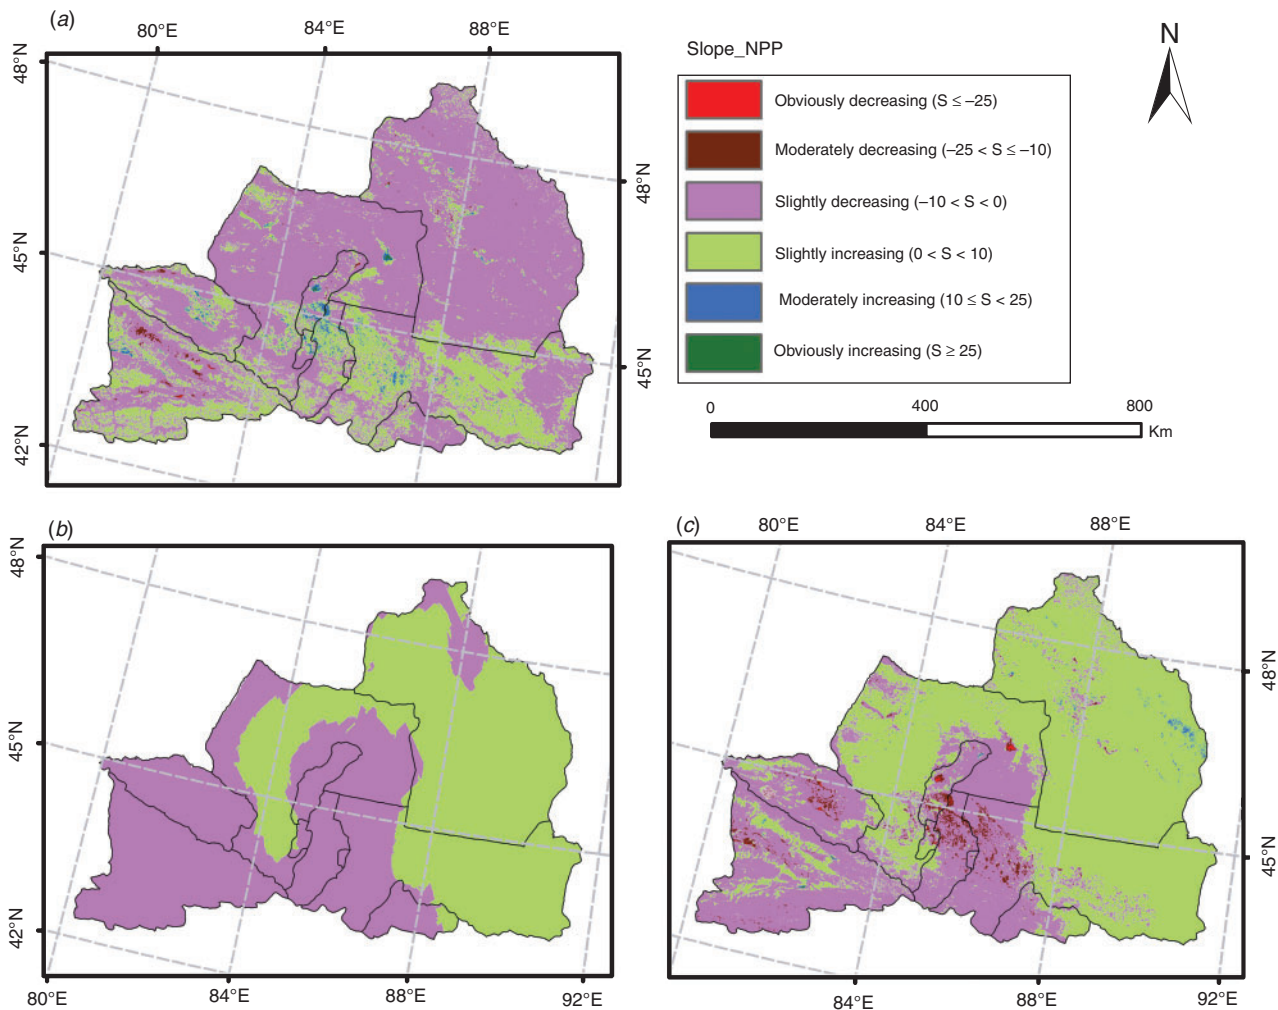 (a)
80°E 84°E 88°E
48°N
45°N
42°N
48°N
45°N
Slope_NPP
Obviously decreasing (S ≤ –25)
Moderately decreasing (–25 < S ≤ –10)
Slightly decreasing (–10 < S < 0)
Slightly increasing (0 < S < 10)
Moderately increasing (10 ≤ S < 25)
Obviously increasing (S ≥ 25)
N
0 400 800
Km
(b)
48°N
45°N
42°N
80°E 84°E 88°E 92°E
(c)
80°E 84°E 88°E
48°N
45°N
84°E 88°E 92°E